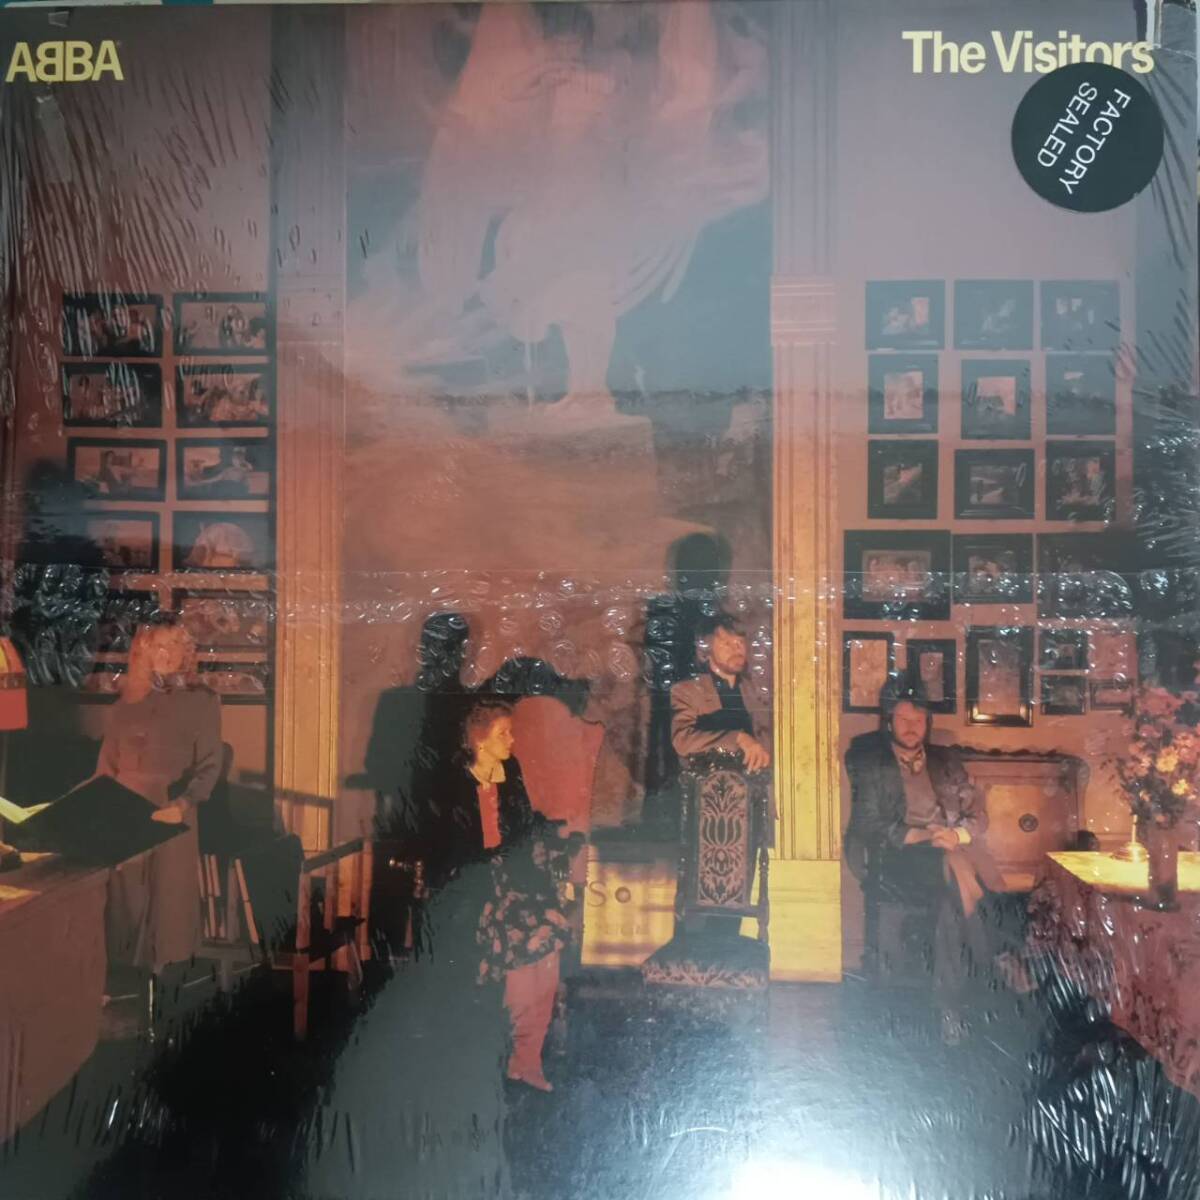 ABBA
The Visitors
FACTORY
SEALED